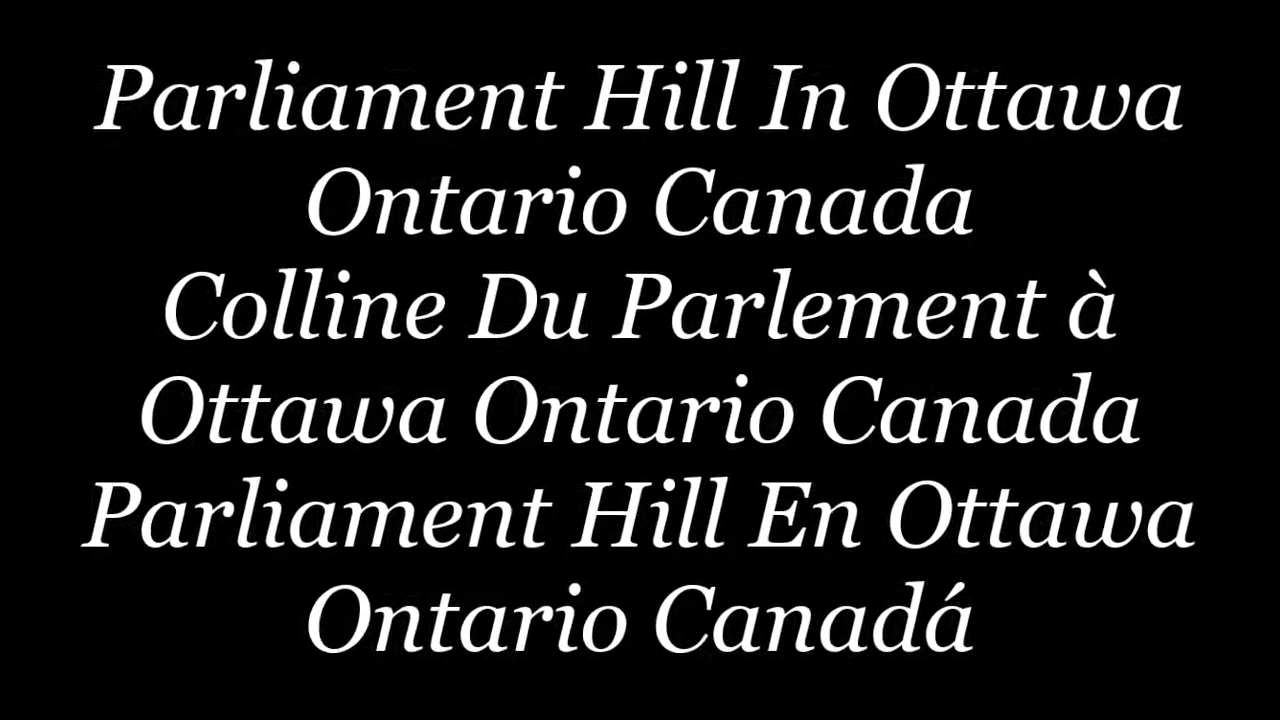 Parliament Hill In Ottawa
Ontario Canada
Colline Du Parlement à
Ottawa Ontario Canada
Parliament Hill En Ottawa
Ontario Canadá